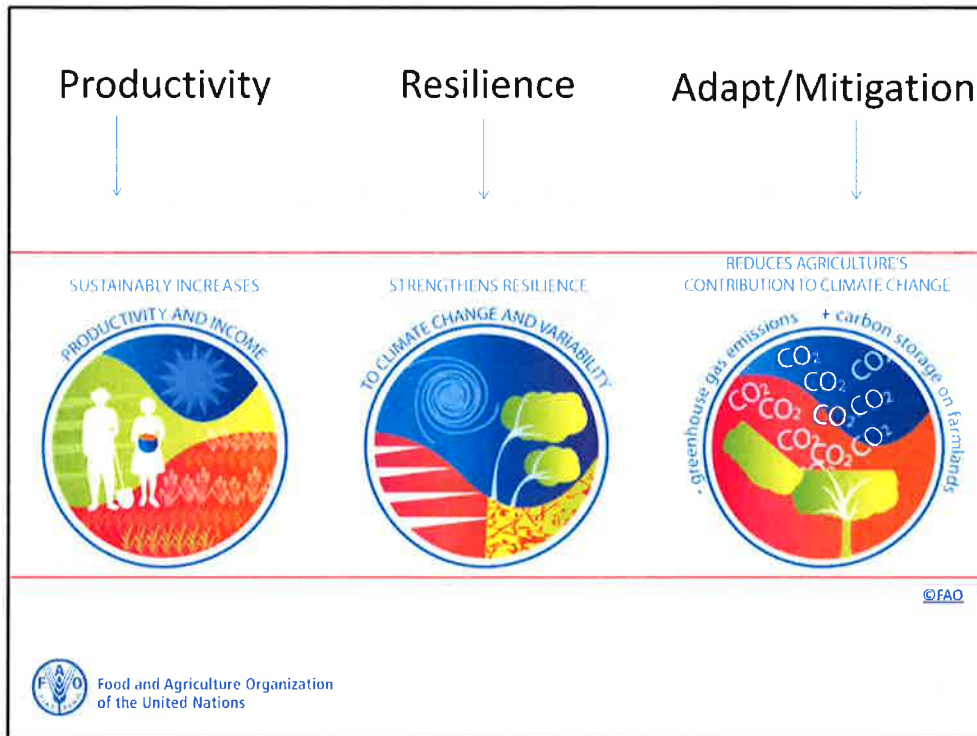 Productivity
Resilience
Adapt/Mitigation
SUSTAINABLY INCREASES
PRODUCTIVITY AND INCOME
STRENGTHENS RESILIENCE
TO CLIMATE CHANGE AND VARIABILITY
REDUCES AGRICULTURE'S
CONTRIBUTION TO CLIMATE CHANGE
- greenhouse gas emissions + carbon storage on farmlands
CO₂
CO₂
CO₂
CO₂
CO₂
CO₂
CO₂
CO₂
CO₂
CO₂
©FAO
F A O
FIAT PANIS
Food and Agriculture Organization
of the United Nations